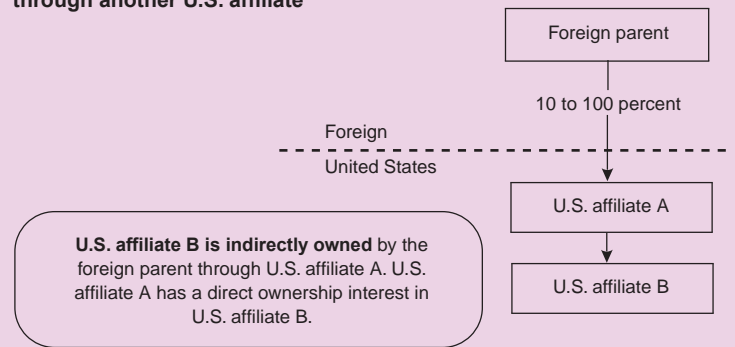 through another U.S. affiliate
Foreign parent
10 to 100 percent
Foreign
United States
U.S. affiliate A
U.S. affiliate B is indirectly owned by the
foreign parent through U.S. affiliate A. U.S.
affiliate A has a direct ownership interest in
U.S. affiliate B.
U.S. affiliate B